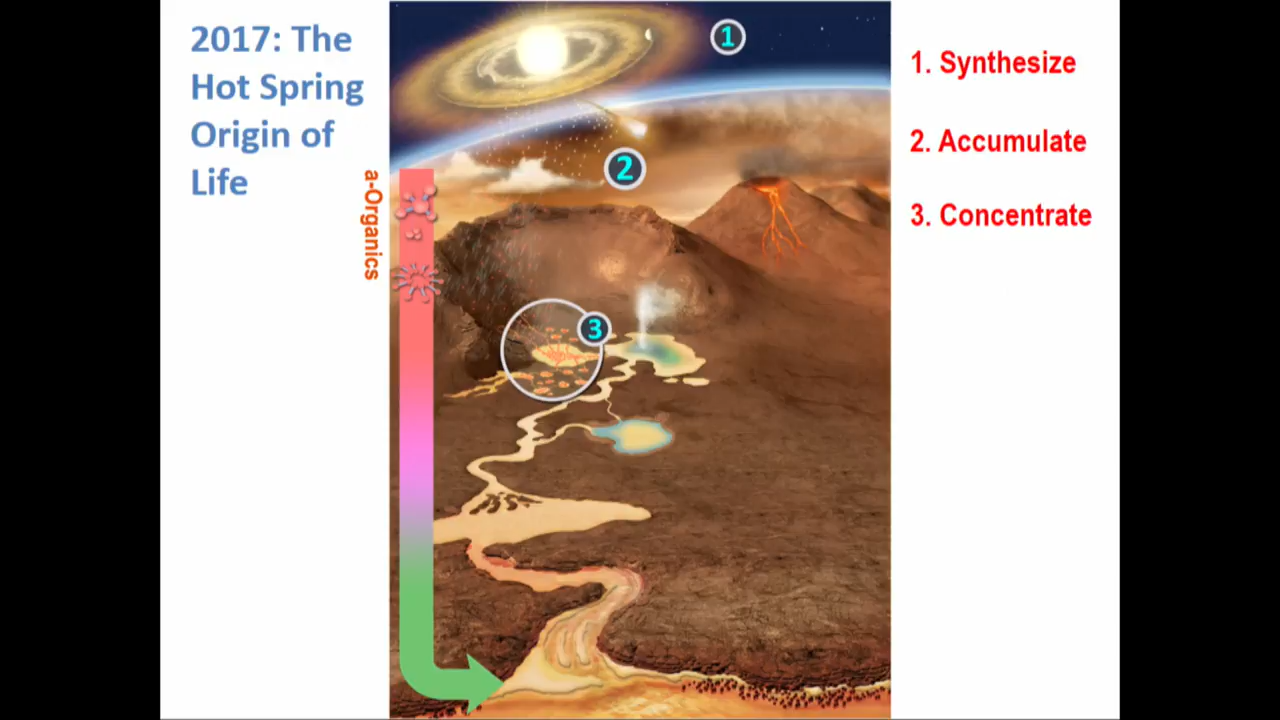 2017: The
Hot Spring
Origin of
Life
a-Organics
1
2
3
1. Synthesize
2. Accumulate
3. Concentrate